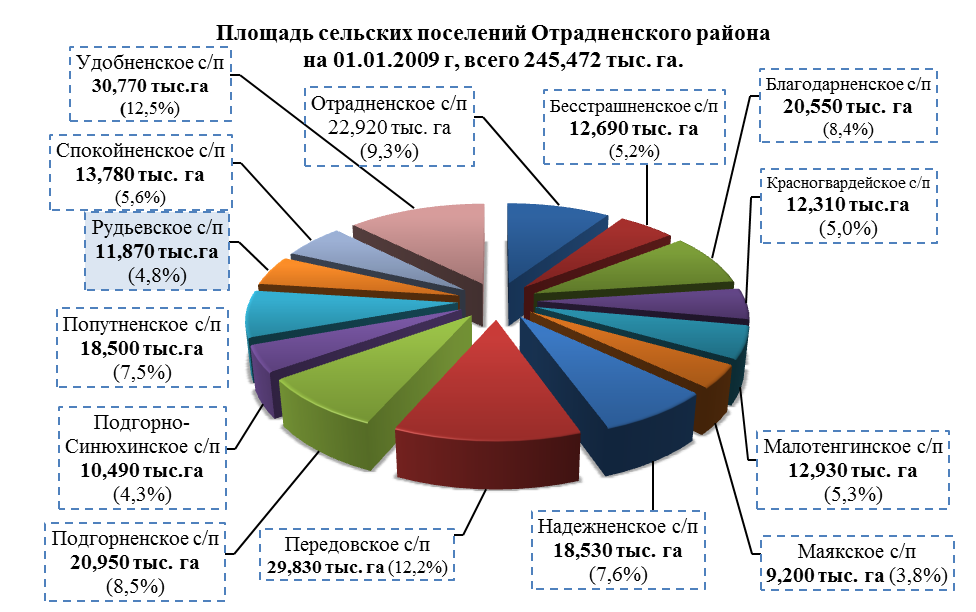 Площадь сельских поселений Отрадненского района
на 01.01.2009 г, всего 245,472 тыс. га.
Удобненское с/п
30,770 тыс.га
(12,5%)
Отрадненское с/п
22,920 тыс. га
(9,3%)
Бесстрашненское с/п
12,690 тыс. га
(5,2%)
Благодарненское с/п
20,550 тыс. га
(8,4%)
Спокойненское с/п
13,780 тыс. га
(5,6%)
Красногвардейское с/п
12,310 тыс.га
(5,0%)
Рудьевское с/п
11,870 тыс.га
(4,8%)
Попутненское с/п
18,500 тыс.га
(7,5%)
Подгорно-
Синюхинское с/п
10,490 тыс.га
(4,3%)
Малотенгинское с/п
12,930 тыс. га
(5,3%)
Подгорненское с/п
20,950 тыс. га
(8,5%)
Передовское с/п
29,830 тыс. га (12,2%)
Надежненское с/п
18,530 тыс. га
(7,6%)
Маякское с/п
9,200 тыс. га (3,8%)